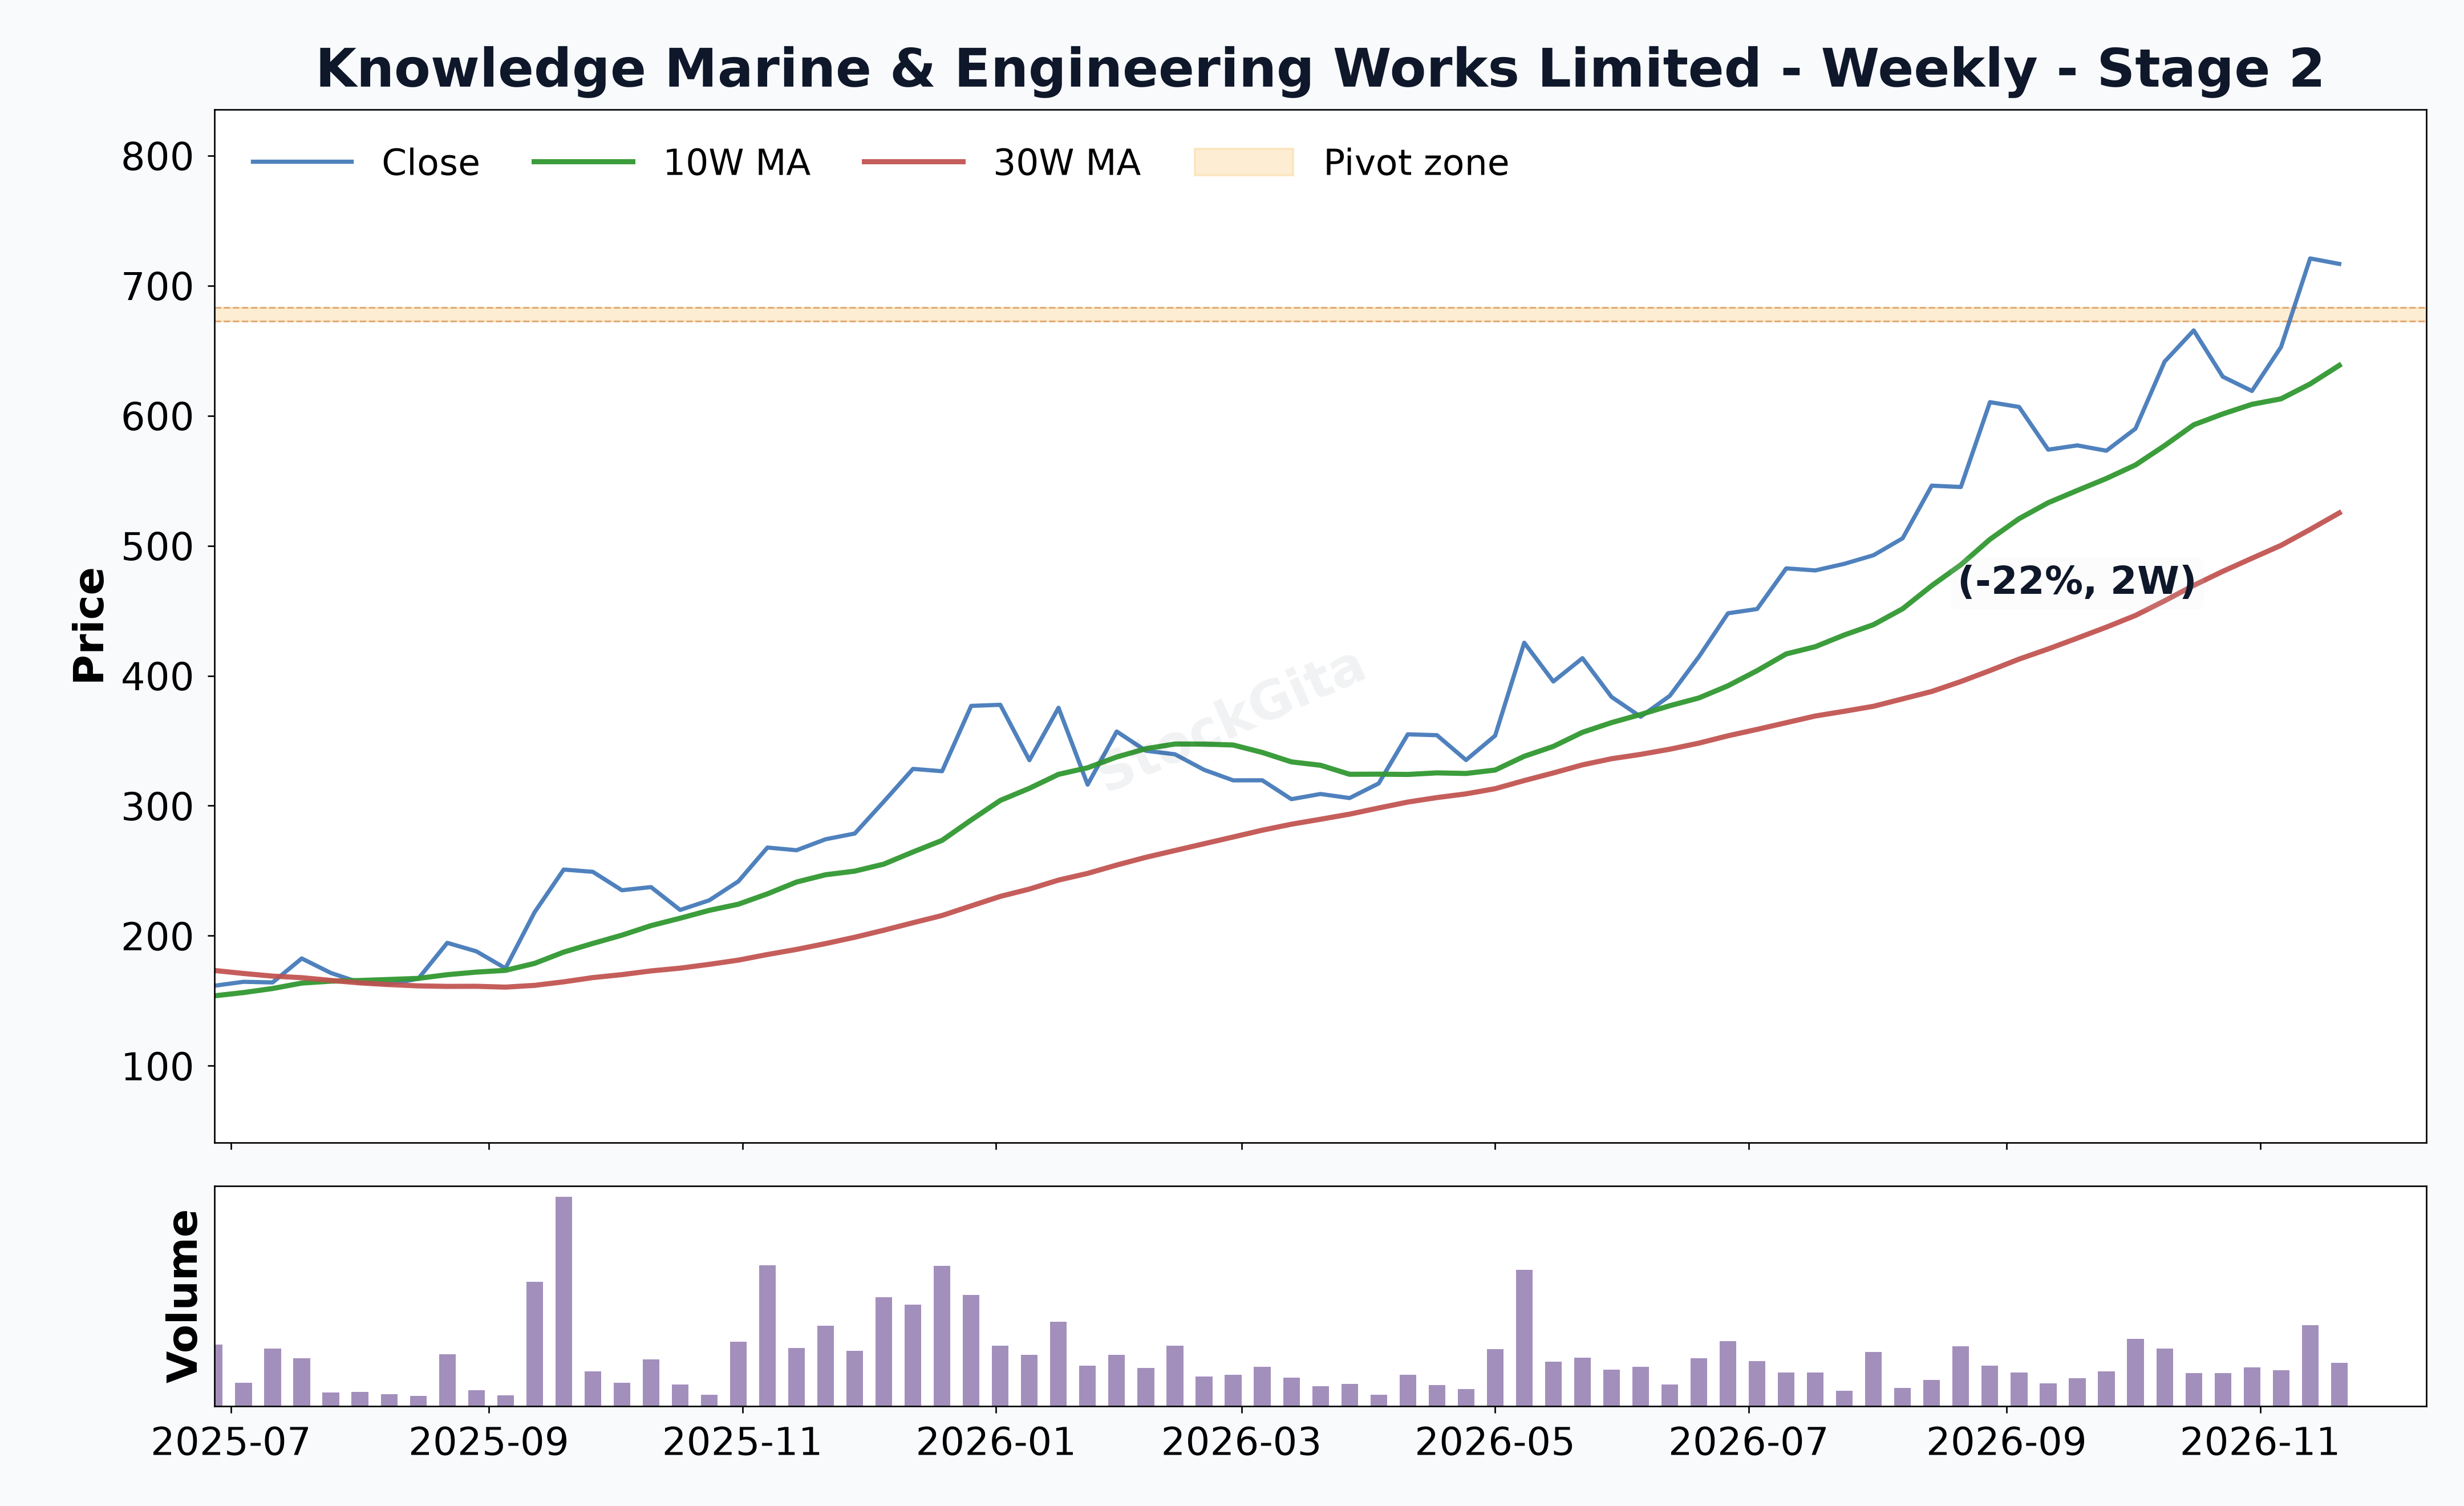 Knowledge Marine & Engineering Works Limited - Weekly - Stage 2
Close 10W MA 30W MA Pivot zone
800
700
600
500
400
300
200
100
Price
(-22%, 2W)
StockGita
Volume
2025-07 2025-09 2025-11 2026-01 2026-03 2026-05 2026-07 2026-09 2026-11